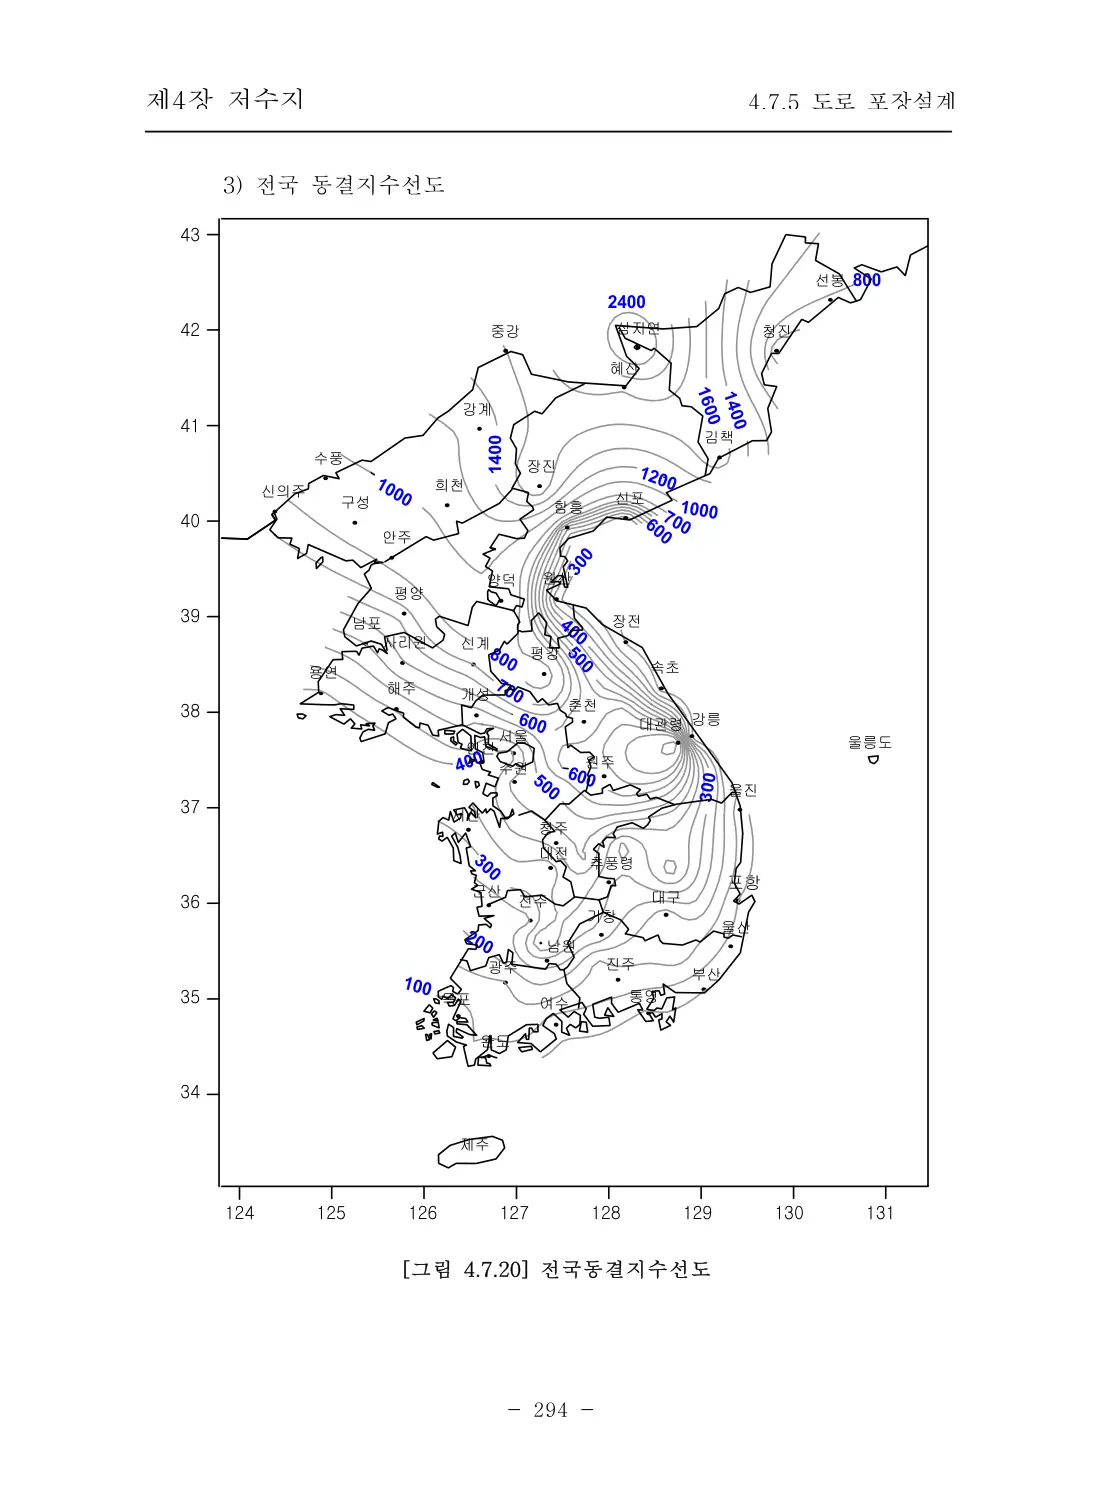 제4장 저수지
4.7.5 도로 포장설계
3) 전국 동결지수선도
43
42
41
40
39
38
37
36
35
34
124 125 126 127 128 129 130 131
선봉 800
2400
삼지연
청진
중강
혜산
강계
1600
1400
김책
수풍
1400
장진
신의주
1000
희천
1200
구성
함흥
신포
1000
700
600
안주
300
양덕
원산
평양
남포
사리원
신계
장전
400
800
평강
500
용연
해주
개성
700
속초
춘천
600
대관령
강릉
서울
인천
400
수원
원주
울릉도
500
600
300
울진
서산
청주
대전
300
추풍령
군산
전주
대구
포항
거창
울산
200
남원
광주
진주
부산
100
목포
여수
통영
완도
제주
[그림 4.7.20] 전국동결지수선도
- 294 -